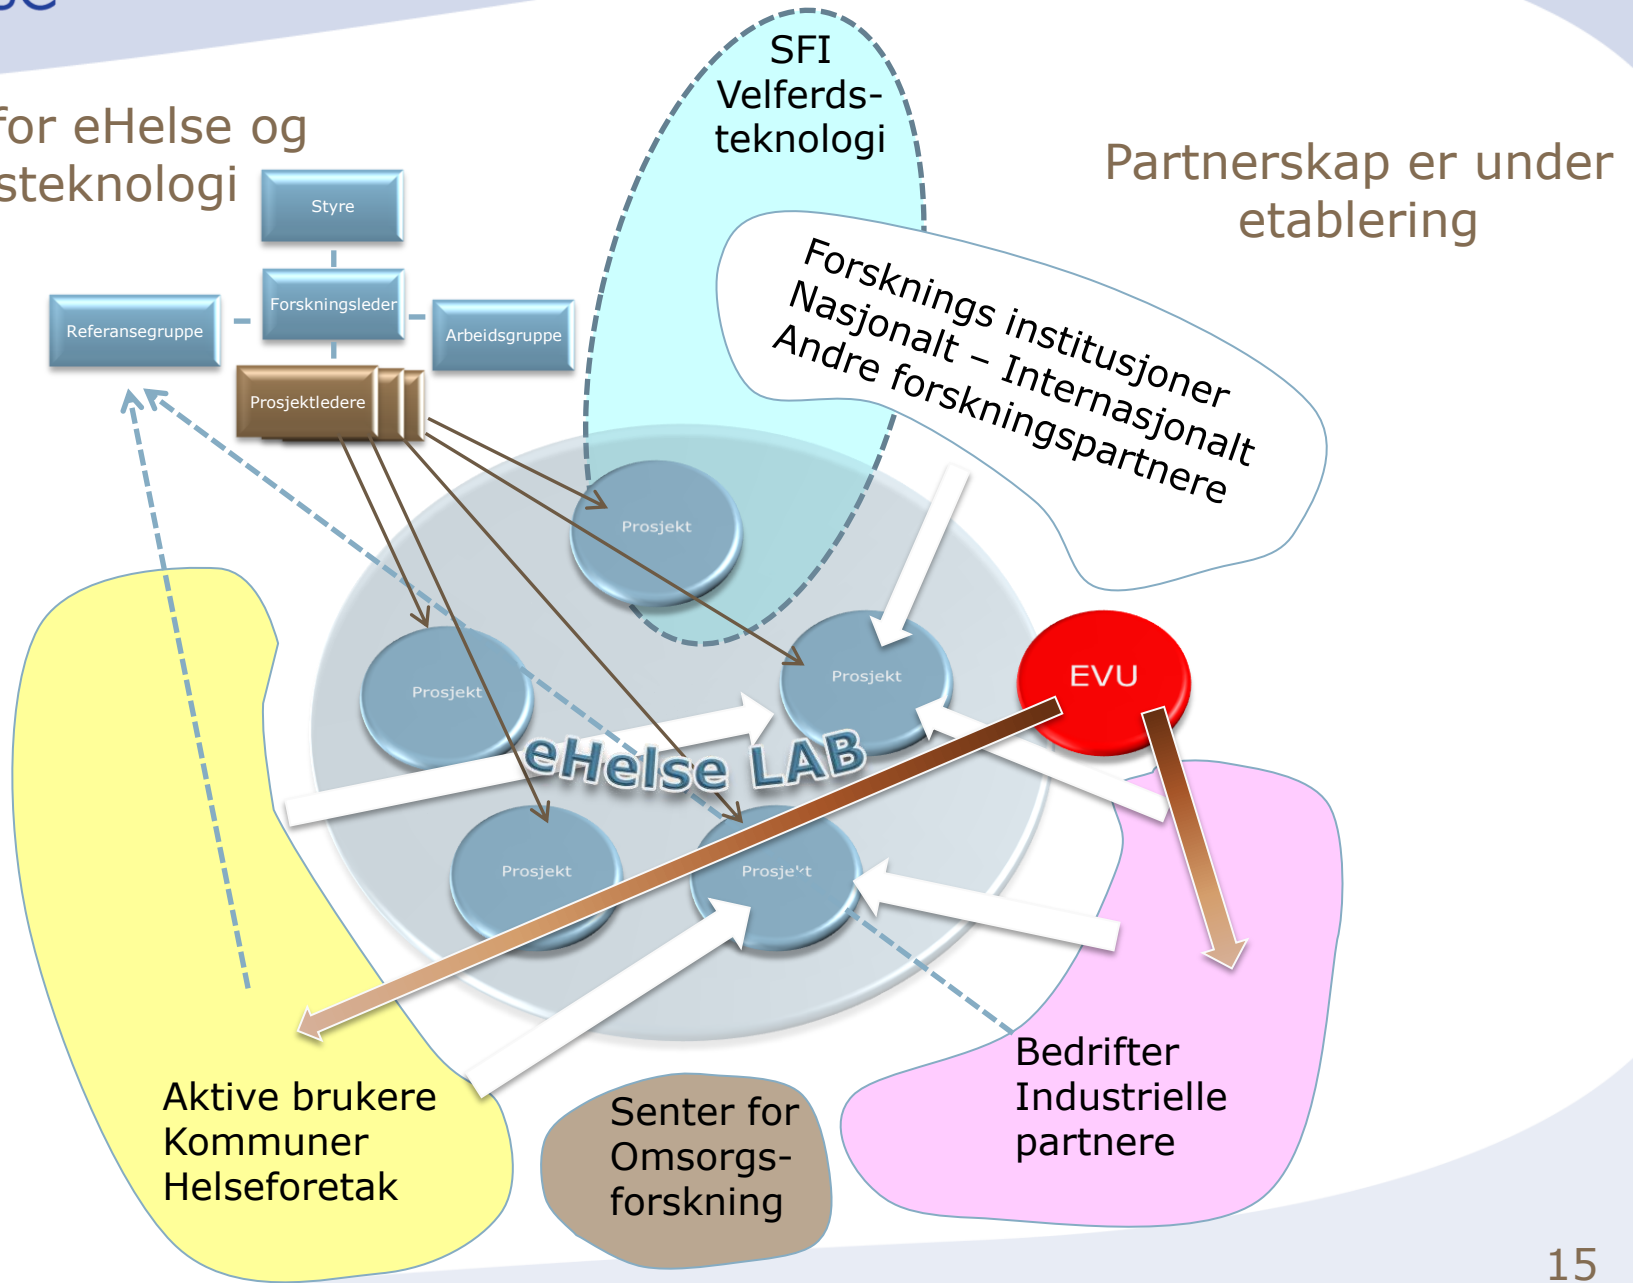 for eHelse og
steknologi
SFI
Velferds-
teknologi
Partnerskap er under
etablering
Styre
Forskningsleder
Referansegruppe
Arbeidsgruppe
Prosjektledere
Forsknings institusjoner
Nasjonalt – Internasjonalt
Andre forskningspartnere
Prosjekt
Prosjekt
Prosjekt
EVU
eHelse LAB
Prosjekt
Prosjekt
Aktive brukere
Kommuner
Helseforetak
Senter for
Omsorgs-
forskning
Bedrifter
Industrielle
partnere
15